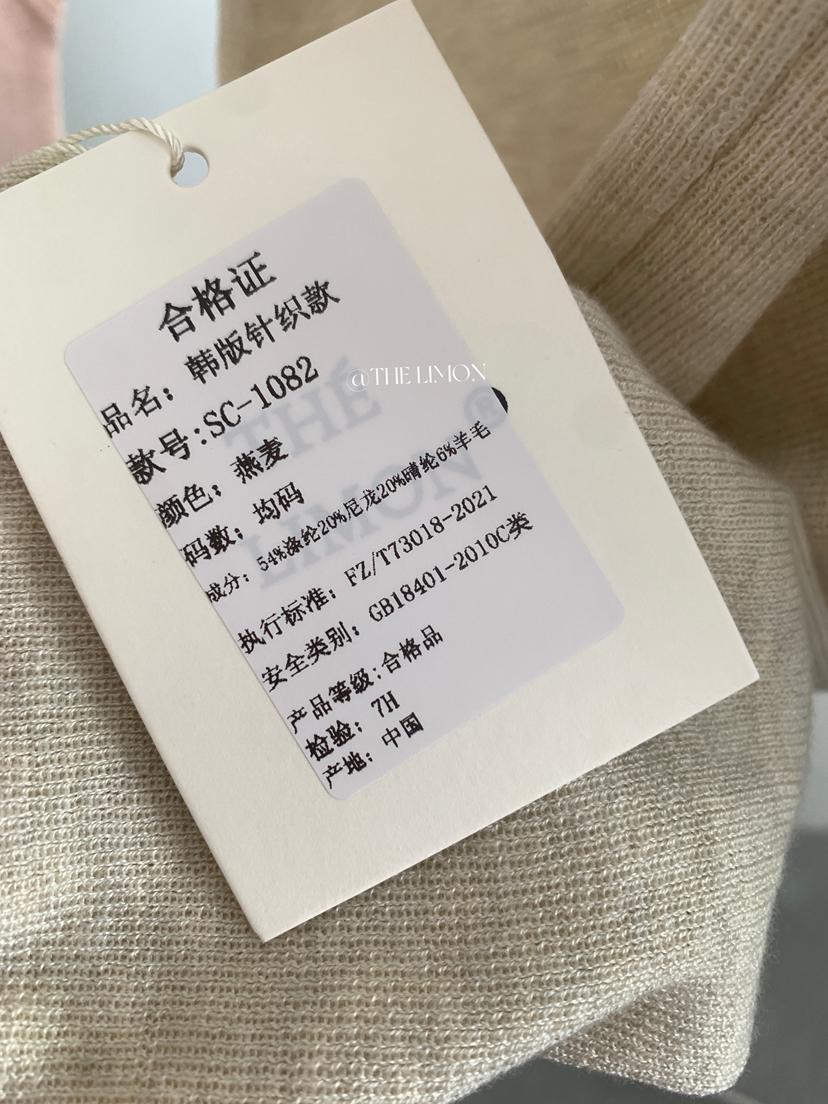 合格证
品名：韩版针织款
款号:SC-1082
颜色：燕麦
码数：均码
成分：54%涤纶20%尼龙20%晴纶6%羊毛
执行标准：FZ/T73018-2021
安全类别：GB18401-2010C类
产品等级:合格品
检验：7H
产地：中国
@THE LIMON
THE
LIMON®